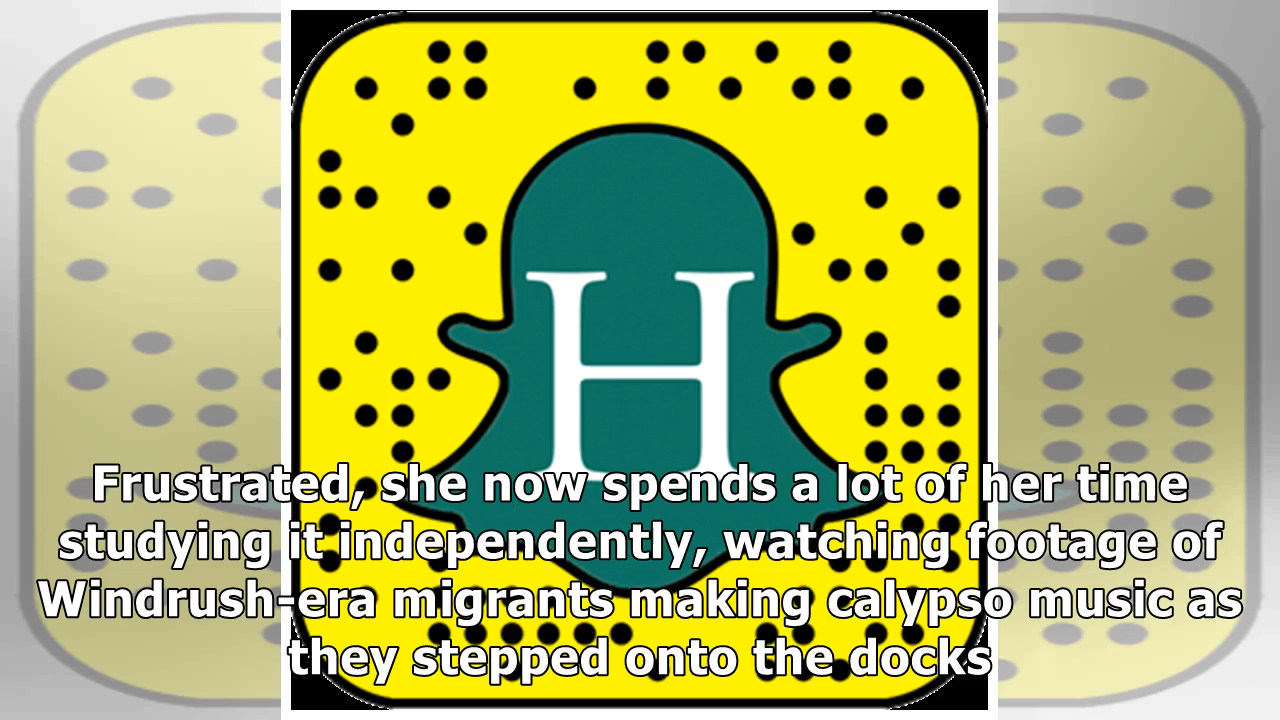 H
Frustrated, she now spends a lot of her time
studying it independently, watching footage of
Windrush-era migrants making calypso music as
they stepped onto the docks